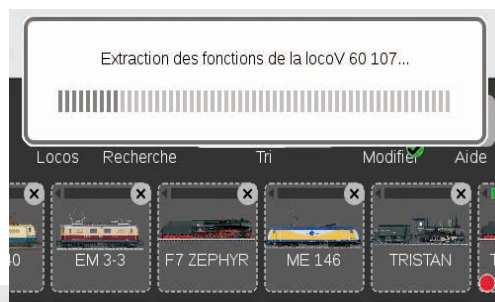 Extraction des fonctions de la locoV 60 107...
Locos Recherche Tri Modifier Aide
40 EM 3-3 F7 ZEPHYR ME 146 TRISTAN